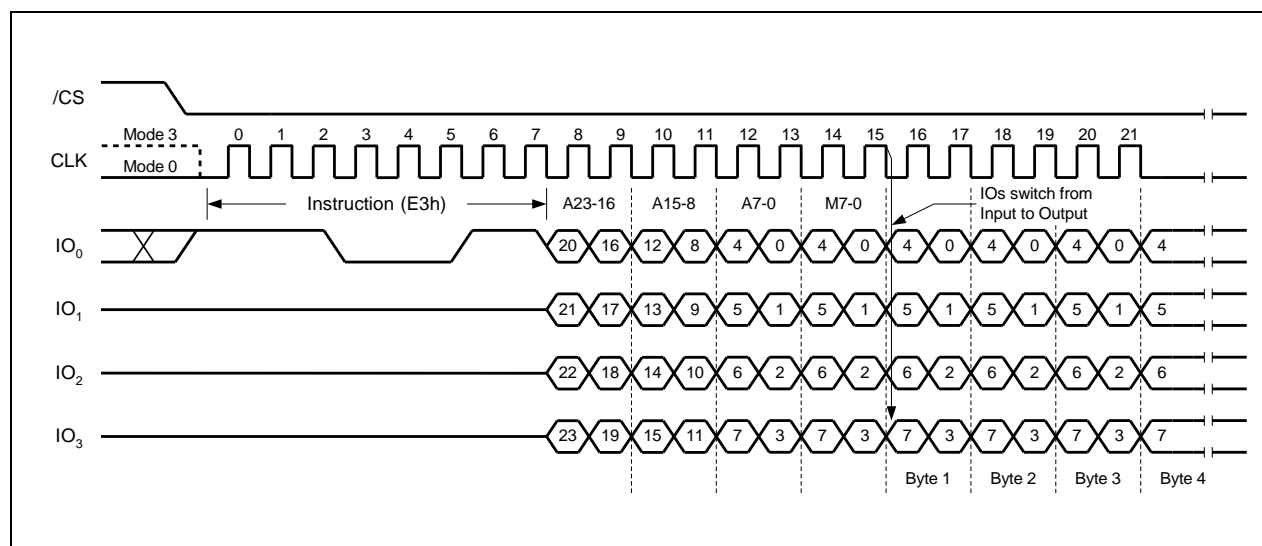 /CS
Mode 3 0 1 2 3 4 5 6 7 8 9 10 11 12 13 14 15 16 17 18 19 20 21
CLK
Mode 0
Instruction (E3h) A23-16 A15-8 A7-0 M7-0 IOs switch from
Input to Output
IO0 20 16 12 8 4 0 4 0 4 0 4 0 4 0 4
IO1 21 17 13 9 5 1 5 1 5 1 5 1 5 1 5
IO2 22 18 14 10 6 2 6 2 6 2 6 2 6 2 6
IO3 23 19 15 11 7 3 7 3 7 3 7 3 7 3 7
Byte 1 Byte 2 Byte 3 Byte 4